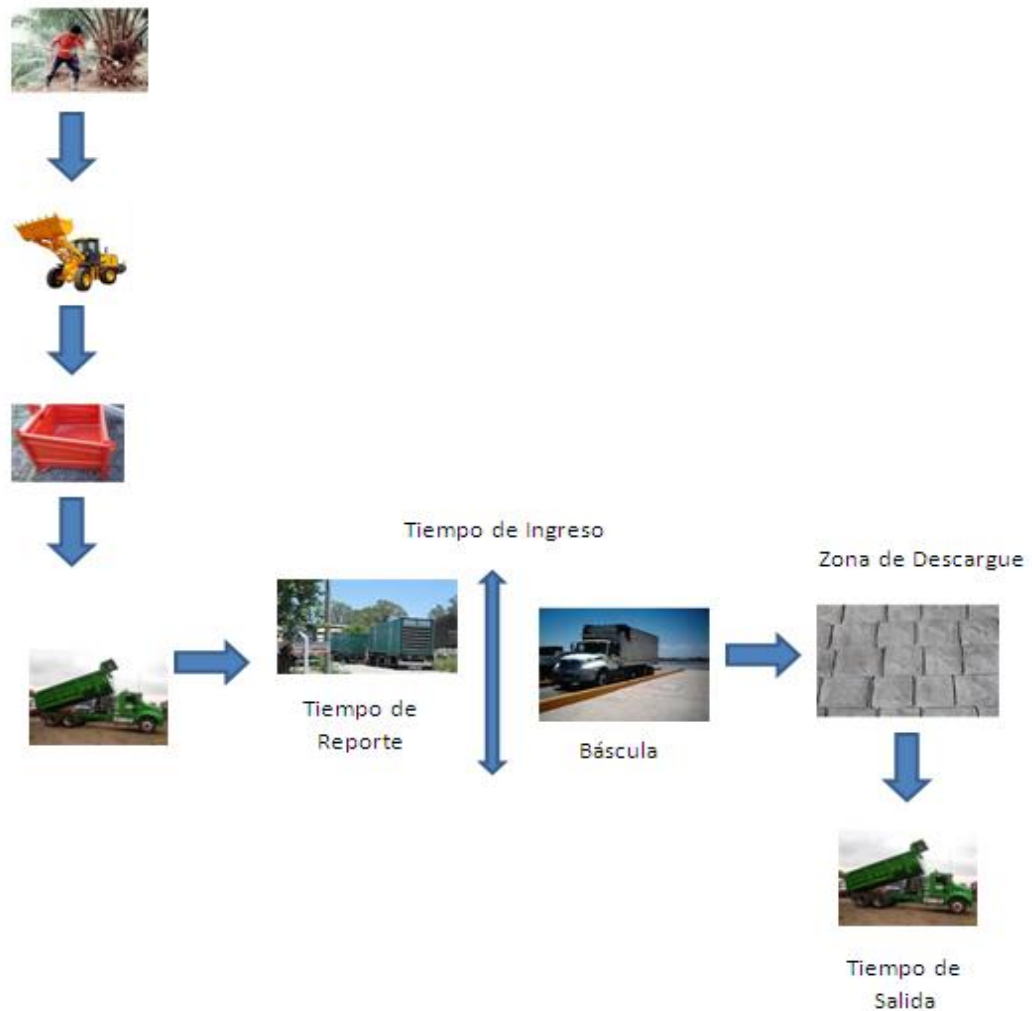 Tiempo de Ingreso
Zona de Descargue
Tiempo de
Reporte
Báscula
Tiempo de
Salida